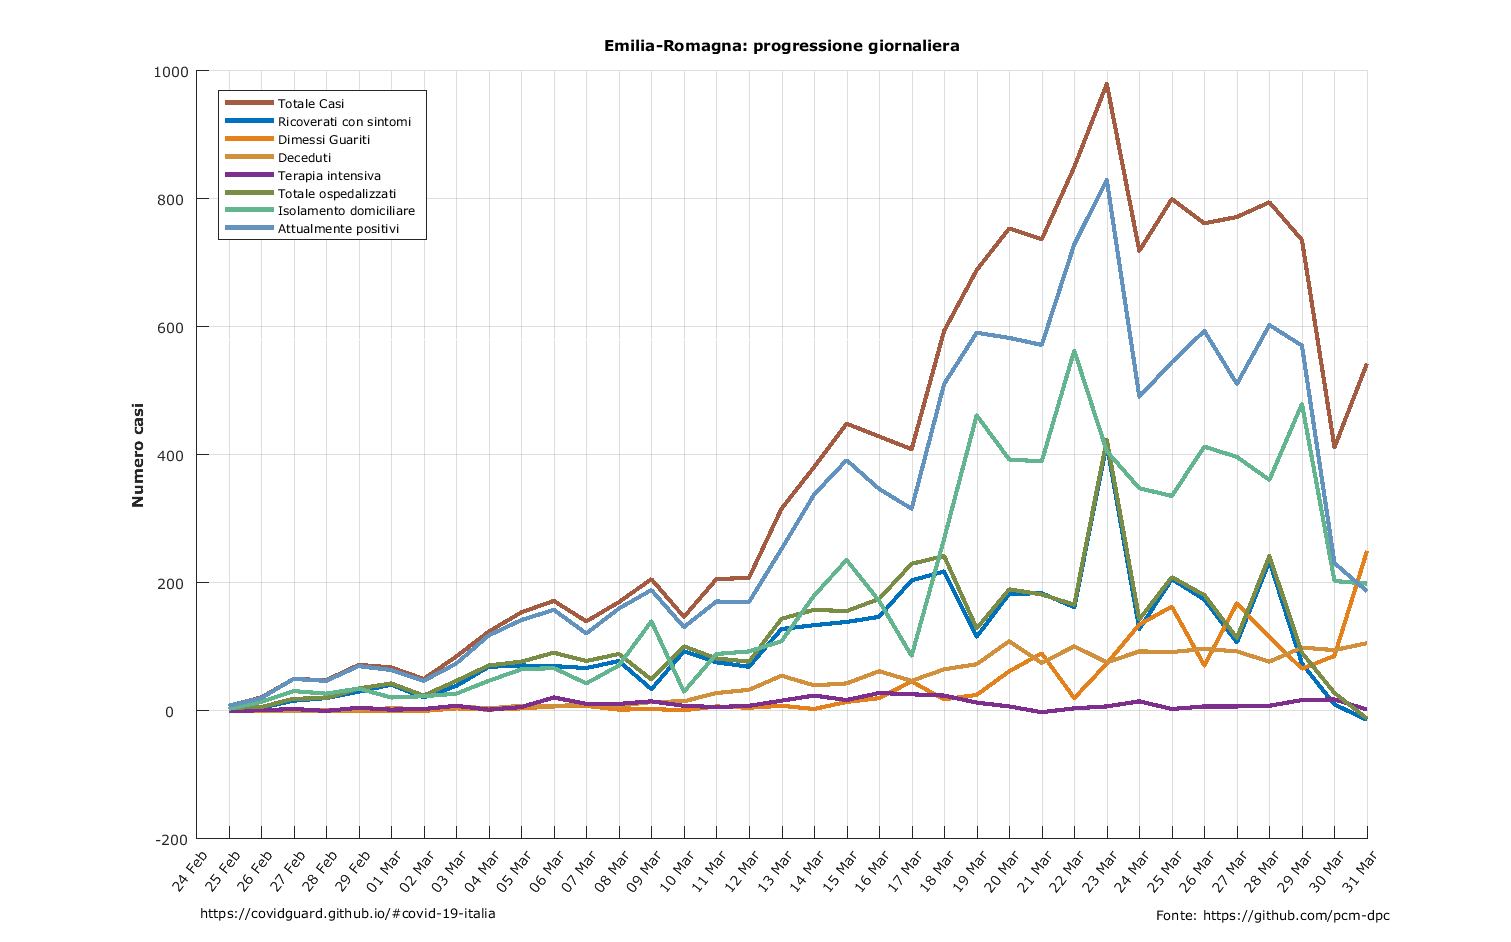 Emilia-Romagna: progressione giornaliera
1000
800
600
400
200
0
-200
Numero casi
Totale Casi
Ricoverati con sintomi
Dimessi Guariti
Deceduti
Terapia intensiva
Totale ospedalizzati
Isolamento domiciliare
Attualmente positivi
24 Feb
25 Feb
26 Feb
27 Feb
28 Feb
29 Feb
01 Mar
02 Mar
03 Mar
04 Mar
05 Mar
06 Mar
07 Mar
08 Mar
09 Mar
10 Mar
11 Mar
12 Mar
13 Mar
14 Mar
15 Mar
16 Mar
17 Mar
18 Mar
19 Mar
20 Mar
21 Mar
22 Mar
23 Mar
24 Mar
25 Mar
26 Mar
27 Mar
28 Mar
29 Mar
30 Mar
31 Mar
https://covidguard.github.io/#covid-19-italia
Fonte: https://github.com/pcm-dpc